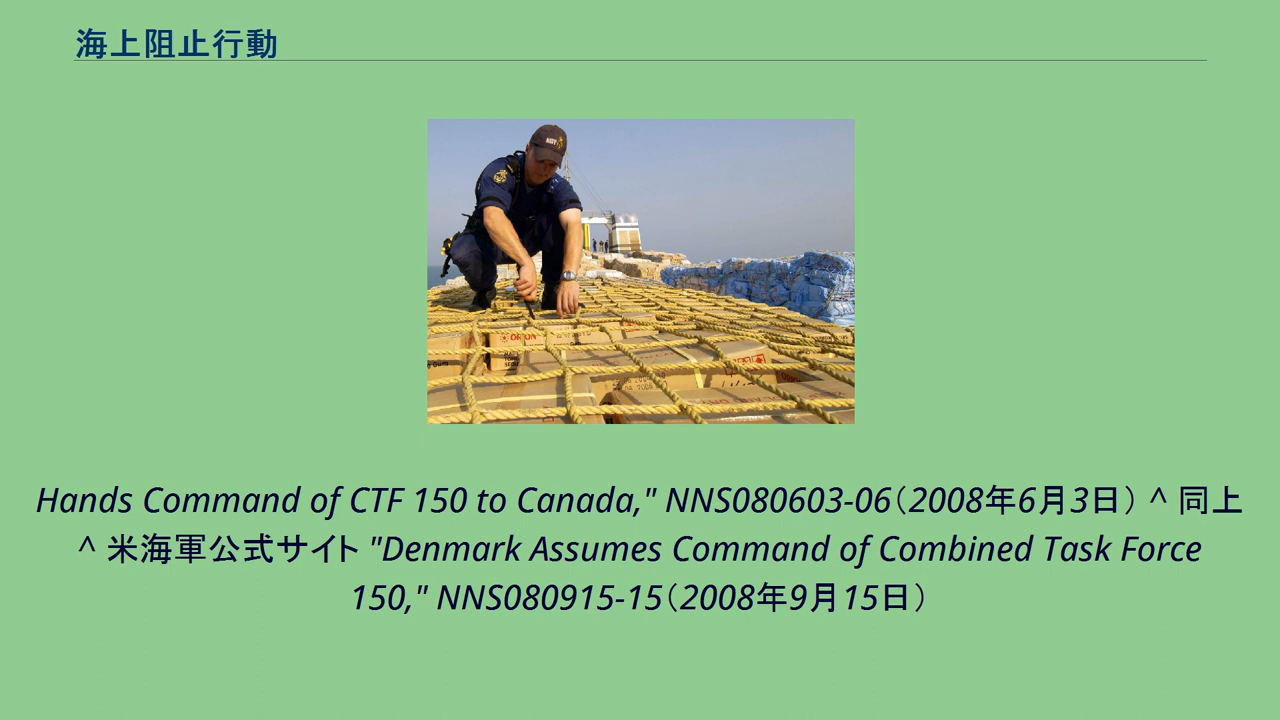 海上阻止行動
ORION
Hands Command of CTF 150 to Canada," NNS080603-06（2008年6月3日） ^ 同上
^ 米海軍公式サイト "Denmark Assumes Command of Combined Task Force
150," NNS080915-15（2008年9月15日）